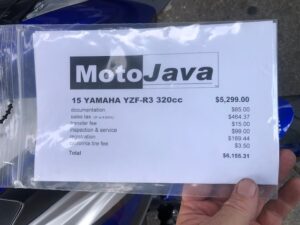 MotoJava
15 YAMAHA YZF-R3 320cc $5,299.00
documentation $85.00
sales tax $464.37
transfer fee $15.00
inspection & service $99.00
registration $189.44
california tire fee $3.50
Total $6,155.31